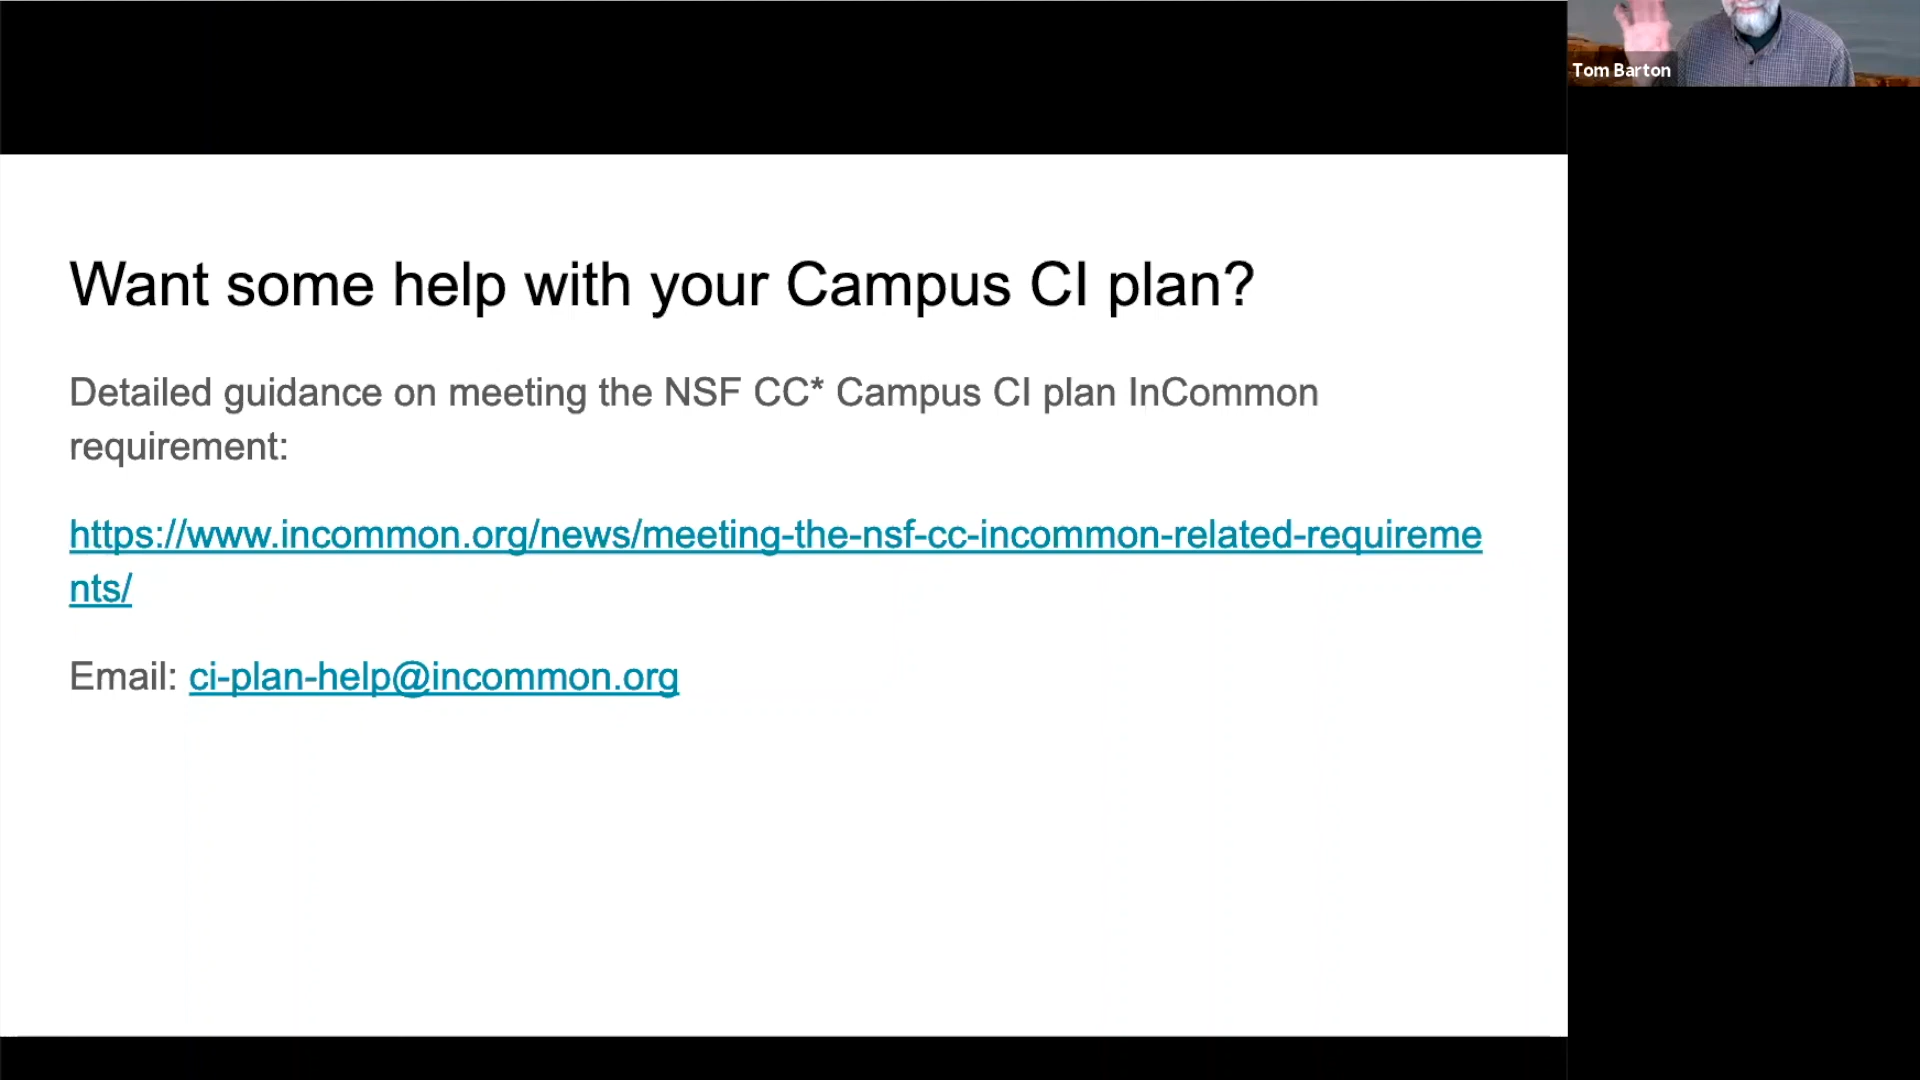 Tom Barton
Want some help with your Campus CI plan?
Detailed guidance on meeting the NSF CC* Campus CI plan InCommon
requirement:
https://www.incommon.org/news/meeting-the-nsf-cc-incommon-related-requireme
nts/
Email: ci-plan-help@incommon.org